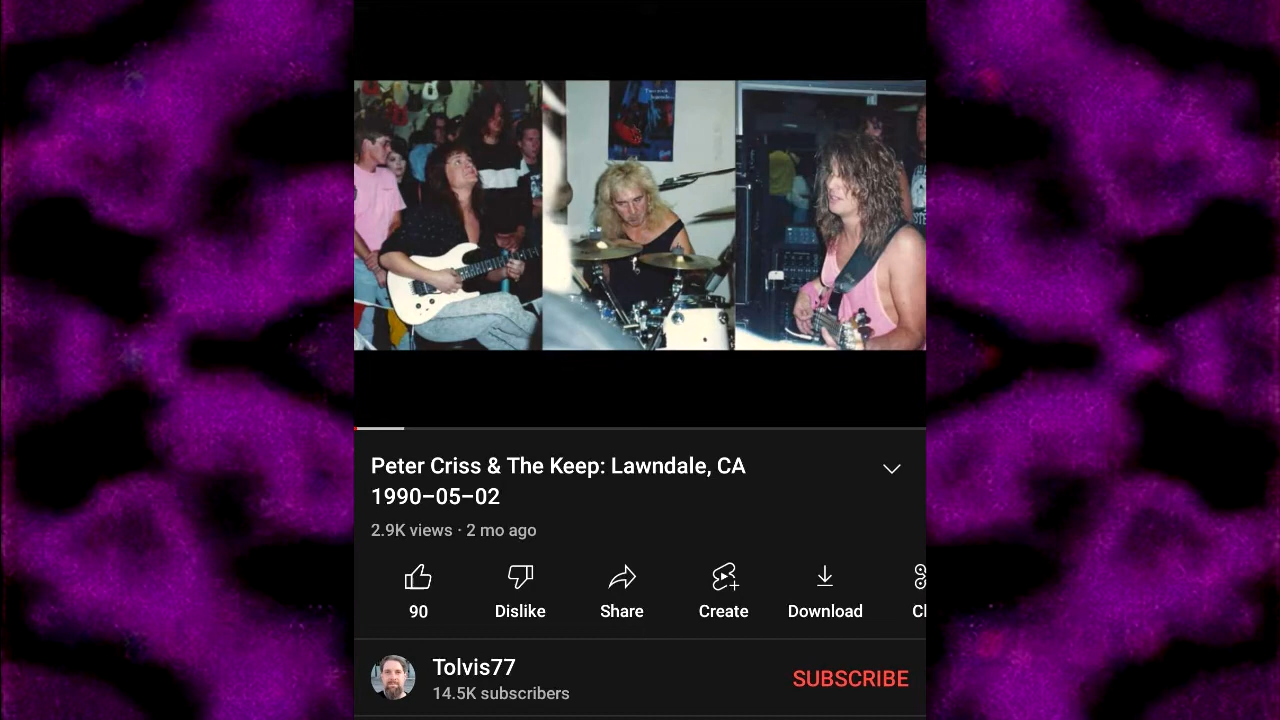 Peter Criss & The Keep: Lawndale, CA
1990-05-02
2.9K views · 2 mo ago
90
Dislike
Share
Create
Download
Cl
Tolvis77
14.5K subscribers
SUBSCRIBE